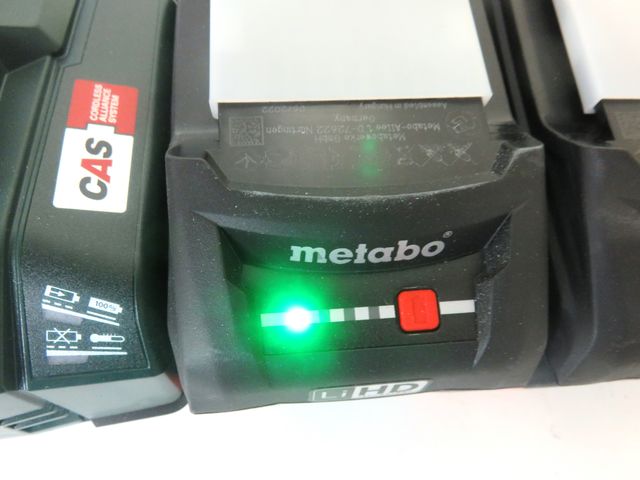 CAS
CORDLESS
ALLIANCE
SYSTEM
100%
Metabowerke GmbH
Metabo-Allee 1, D-72622 Nürtingen
Germany
Assembled in Hungary
metabo®
LiHD